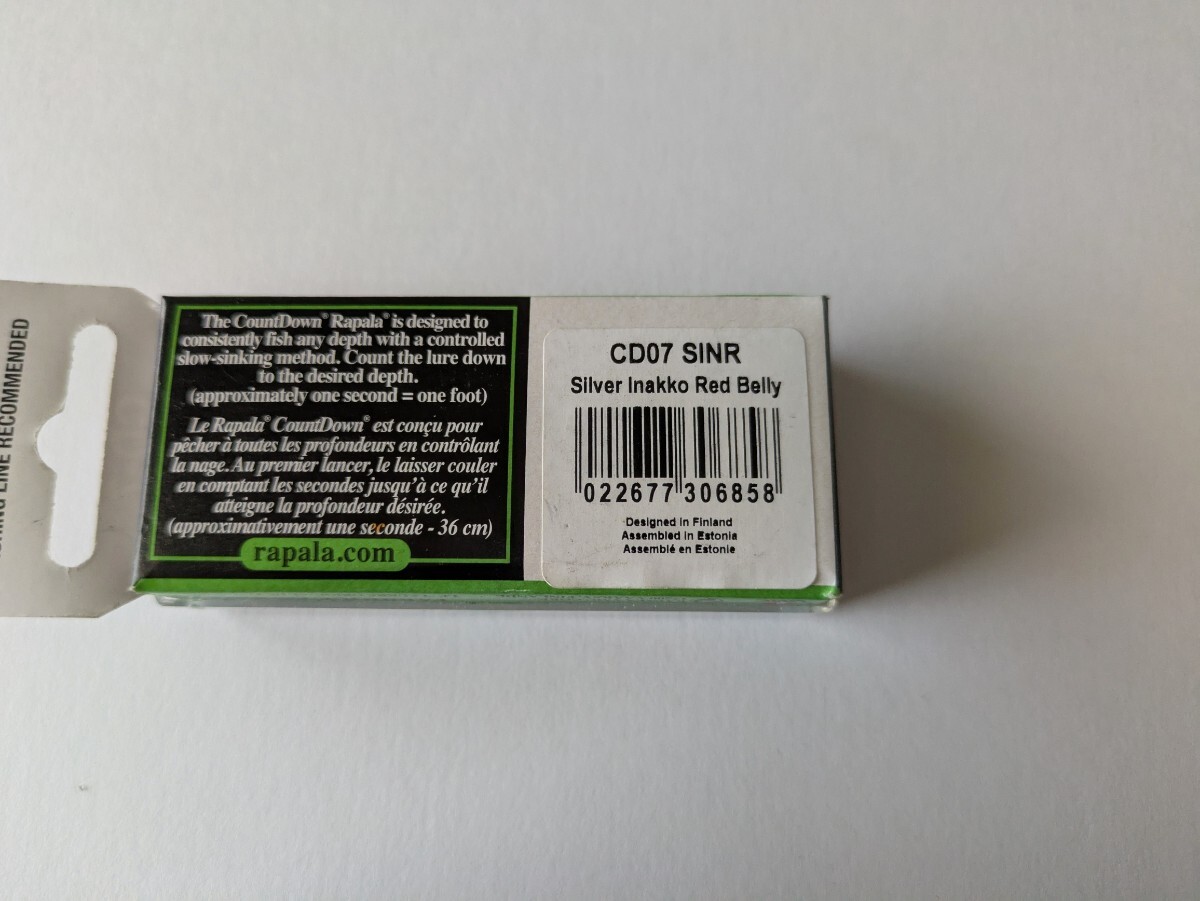 The CountDown® Rapala® is designed to
consistently fish any depth with a controlled
slow-sinking method. Count the lure down
to the desired depth.
(approximately one second = one foot)
Le Rapala® CountDown® est conçu pour
pêcher à toutes les profondeurs en contrôlant
la nage. Au premier lancer, le laisser couler
en comptant les secondes jusqu'à ce qu'il
atteigne la profondeur désirée.
(approximativement une seconde - 36 cm)
rapala.com
CD07 SINR
Silver Inakko Red Belly
022677 306858
Designed in Finland
Assembled in Estonia
Assemblé en Estonie
LINE RECOMMENDED